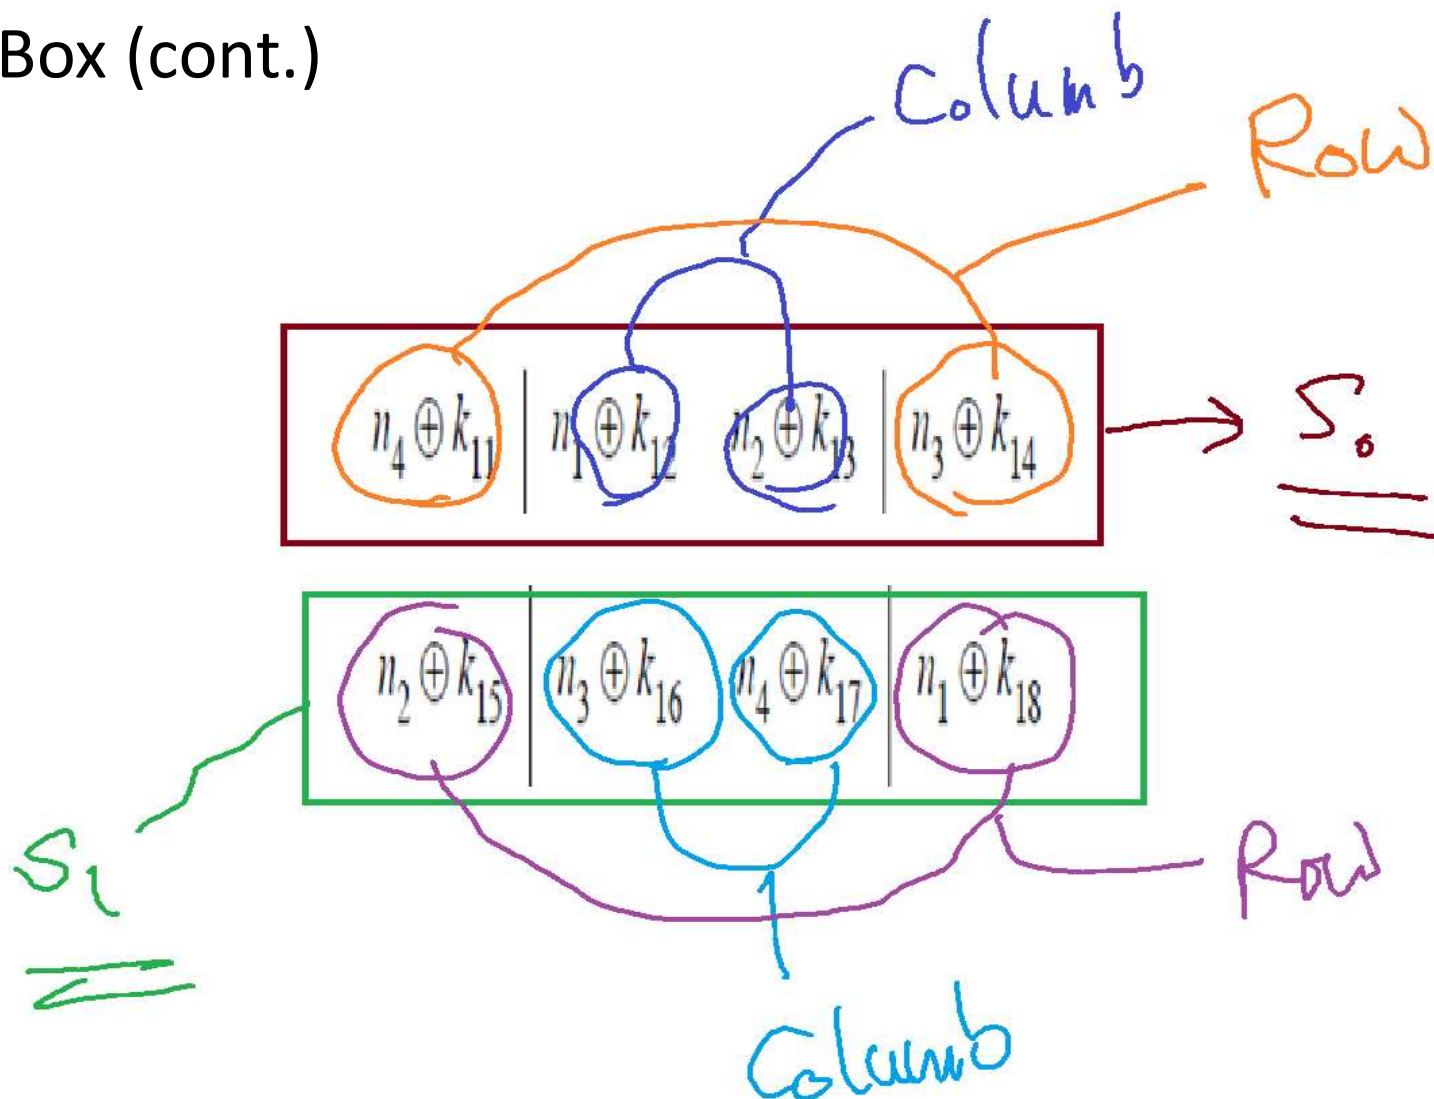 Box (cont.)
Columb
Row
n₄ ⊕ k₁₁ | n₁ ⊕ k₁₂ n₂ ⊕ k₁₃ | n₃ ⊕ k₁₄
S₀
n₂ ⊕ k₁₅ | n₃ ⊕ k₁₆ n₄ ⊕ k₁₇ | n₁ ⊕ k₁₈
S₁
Row
Columb